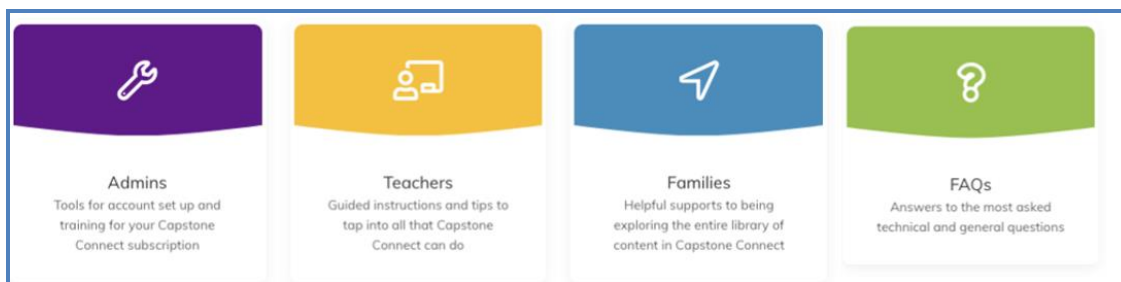 Admins
Tools for account set up and
training for your Capstone
Connect subscription
Teachers
Guided instructions and tips to
tap into all that Capstone
Connect can do
Families
Helpful supports to being
exploring the entire library of
content in Capstone Connect
FAQs
Answers to the most asked
technical and general questions